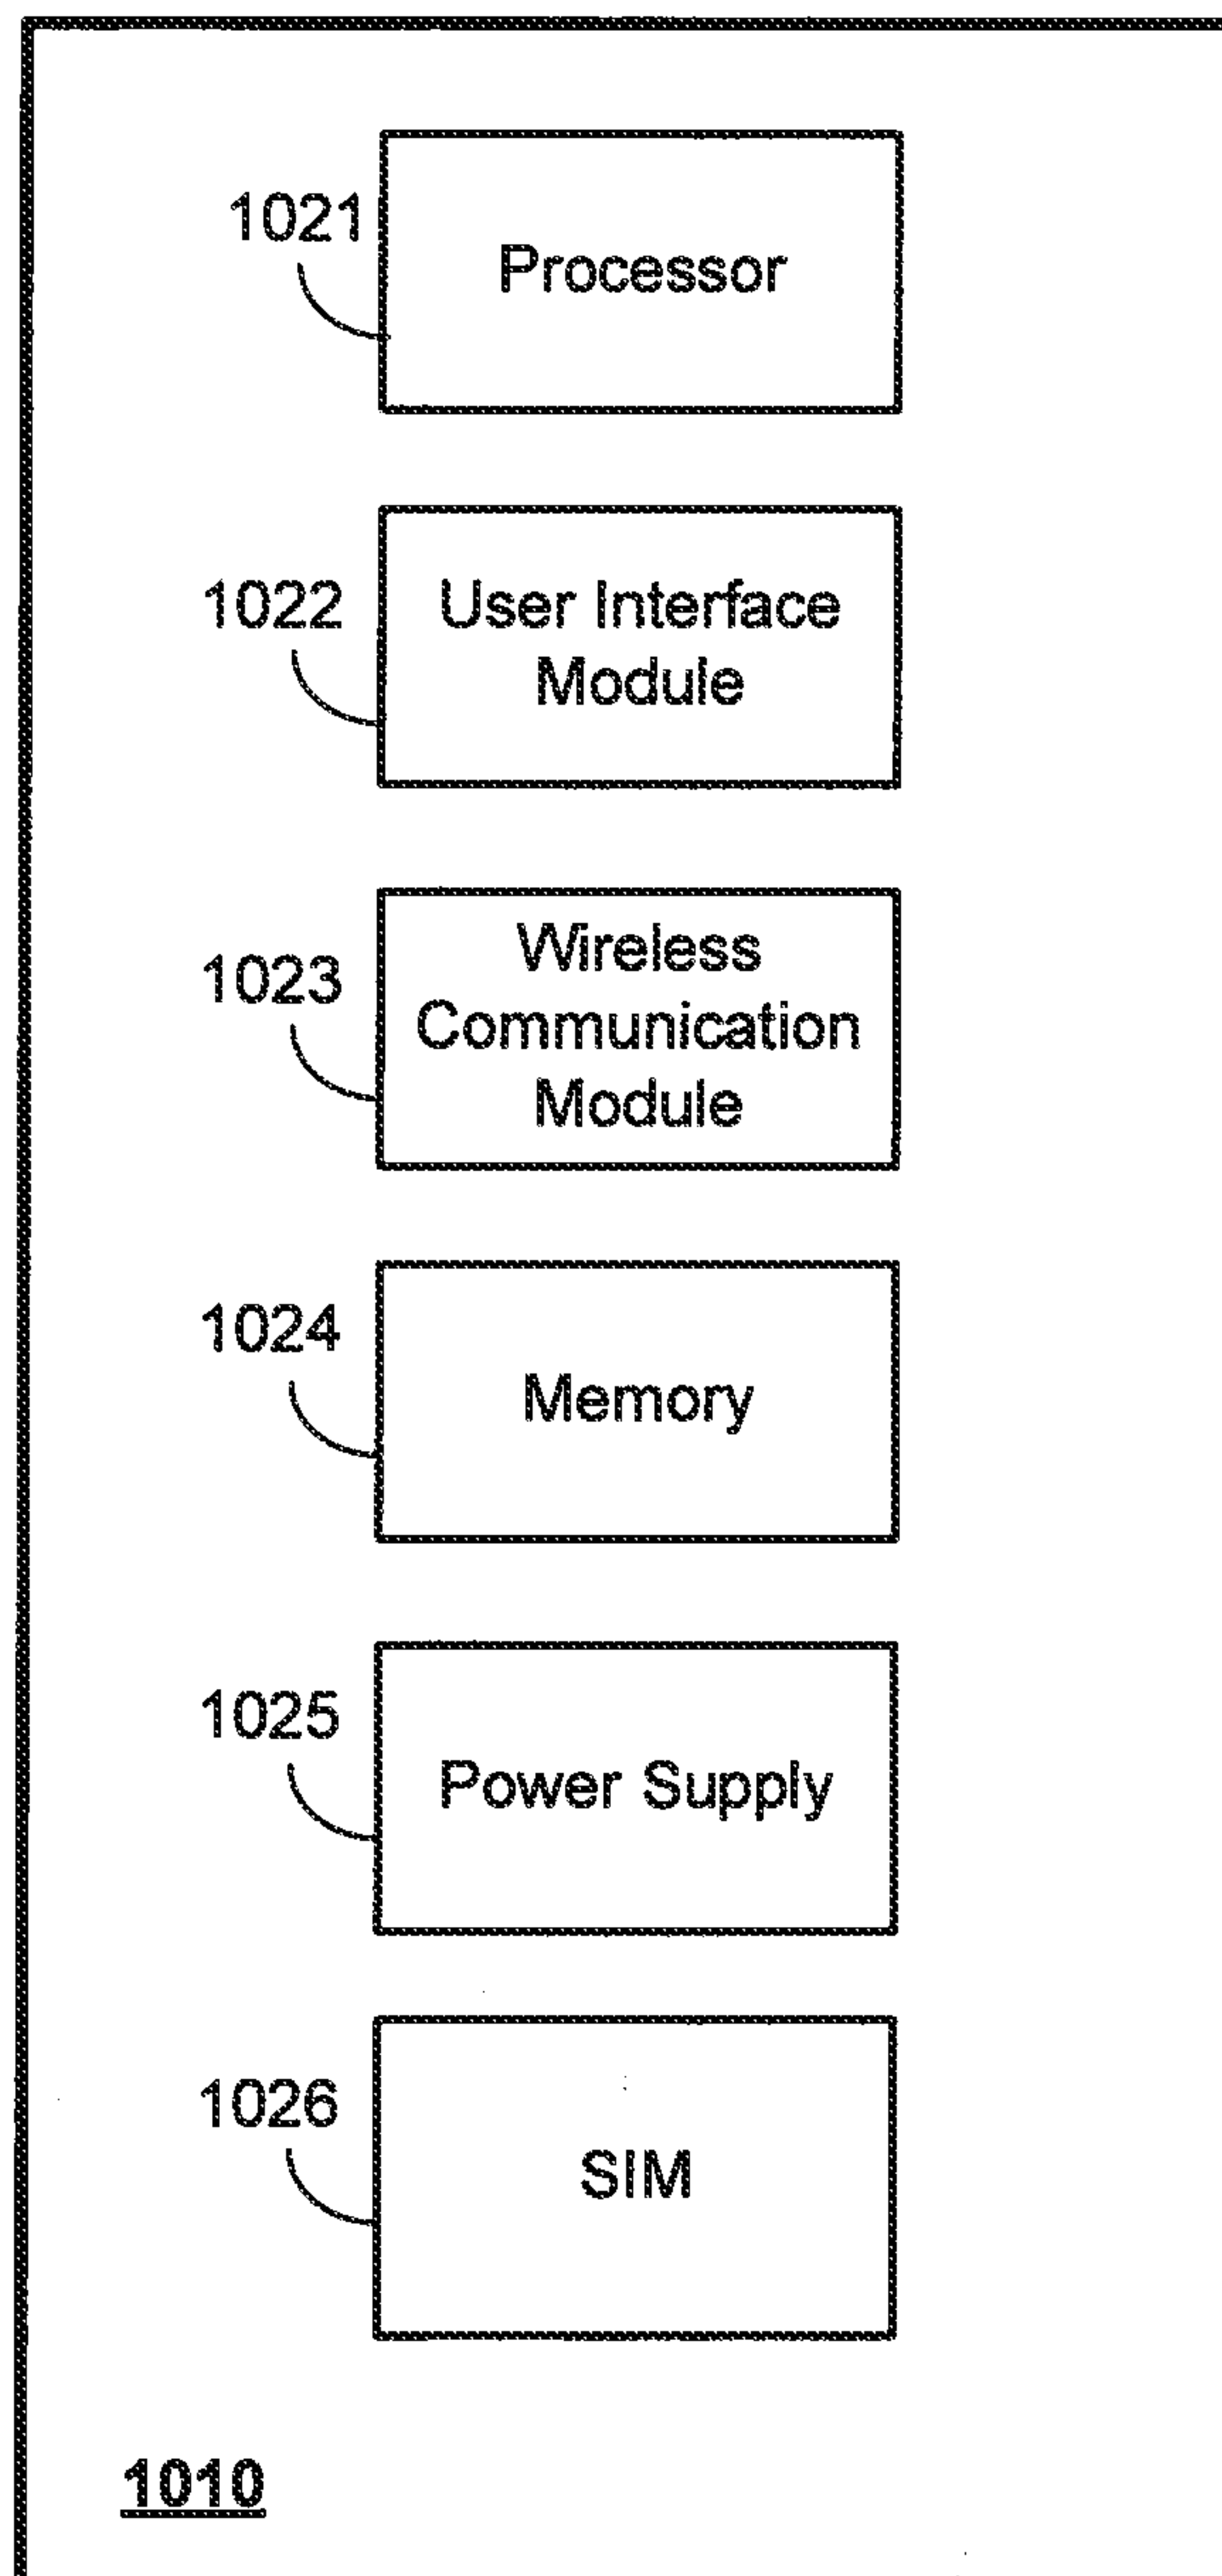 1021
Processor
1022
User Interface
Module
1023
Wireless
Communication
Module
1024
Memory
1025
Power Supply
1026
SIM
1010